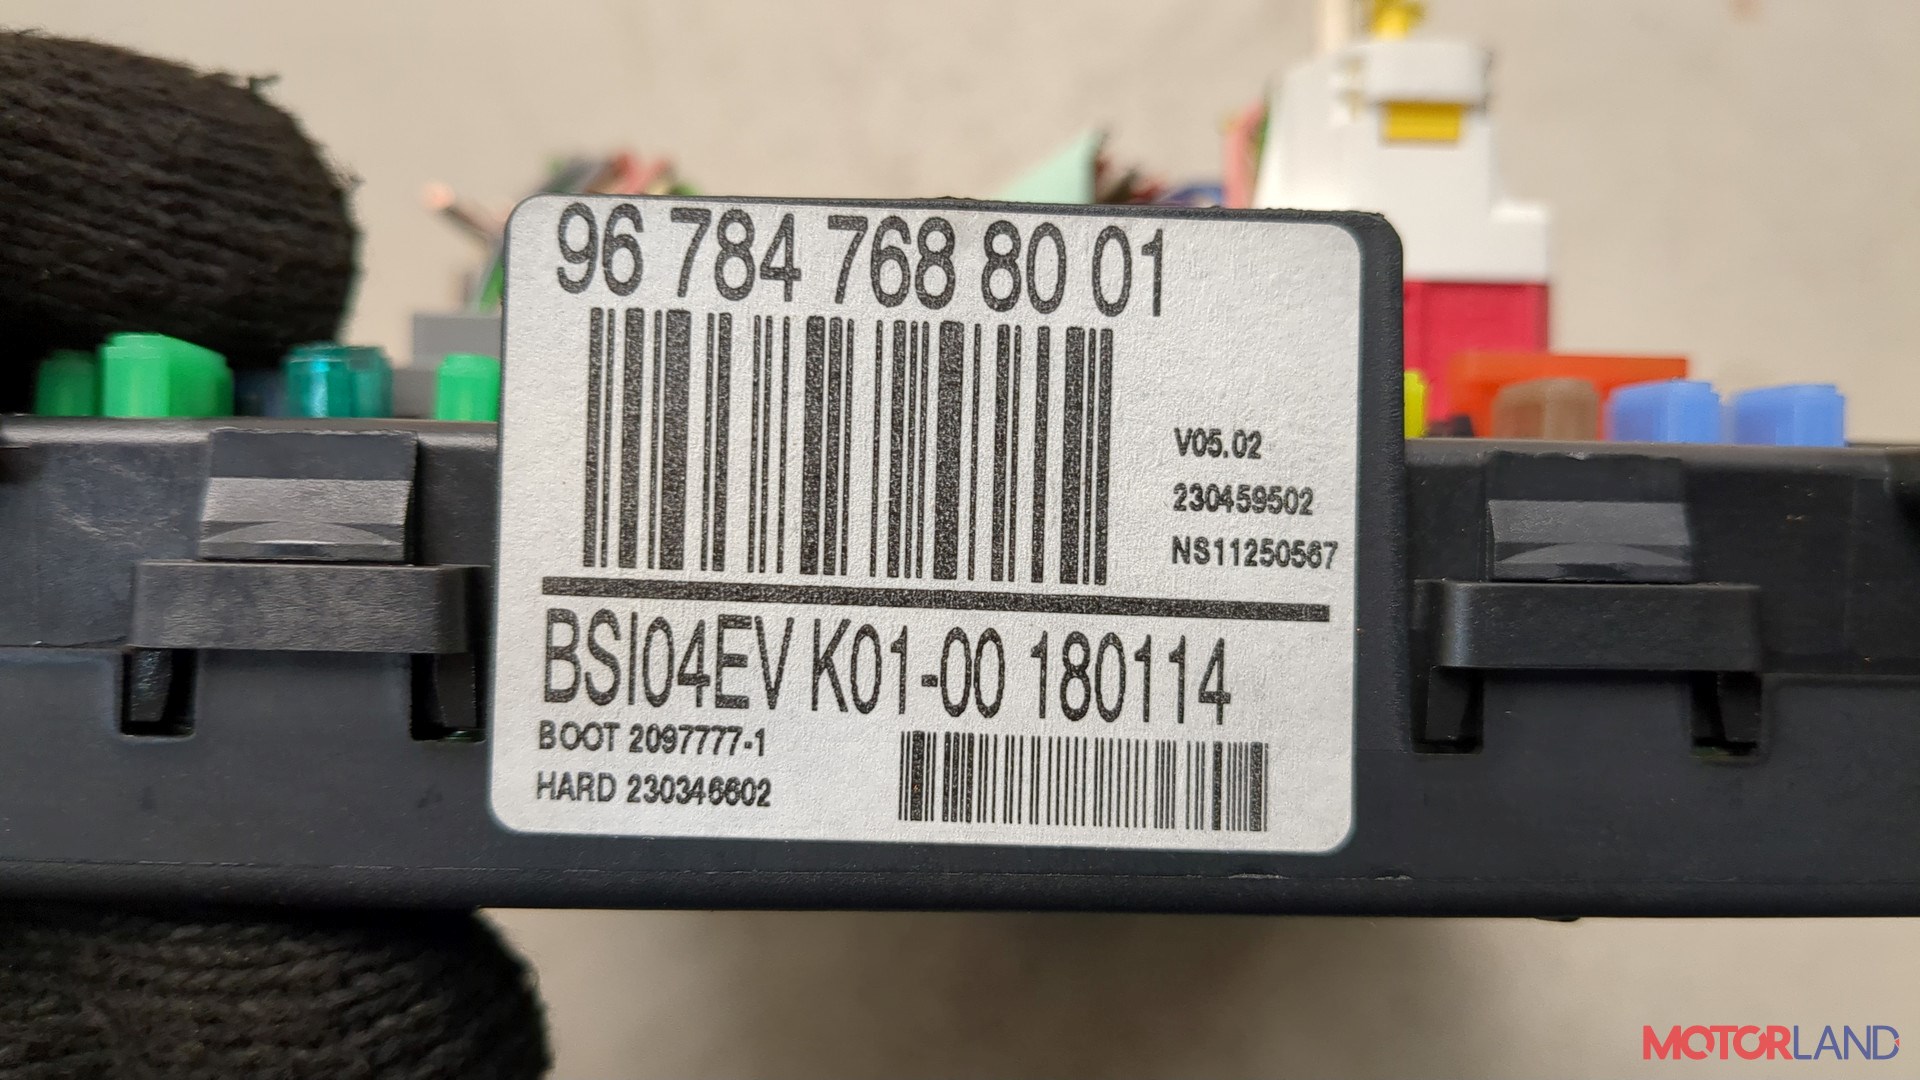 96 784 768 80 01
V05.02
230459502
NS11250567
BSI04EV K01-00 180114
BOOT 2097777-1
HARD 230346602
MOTORLAND